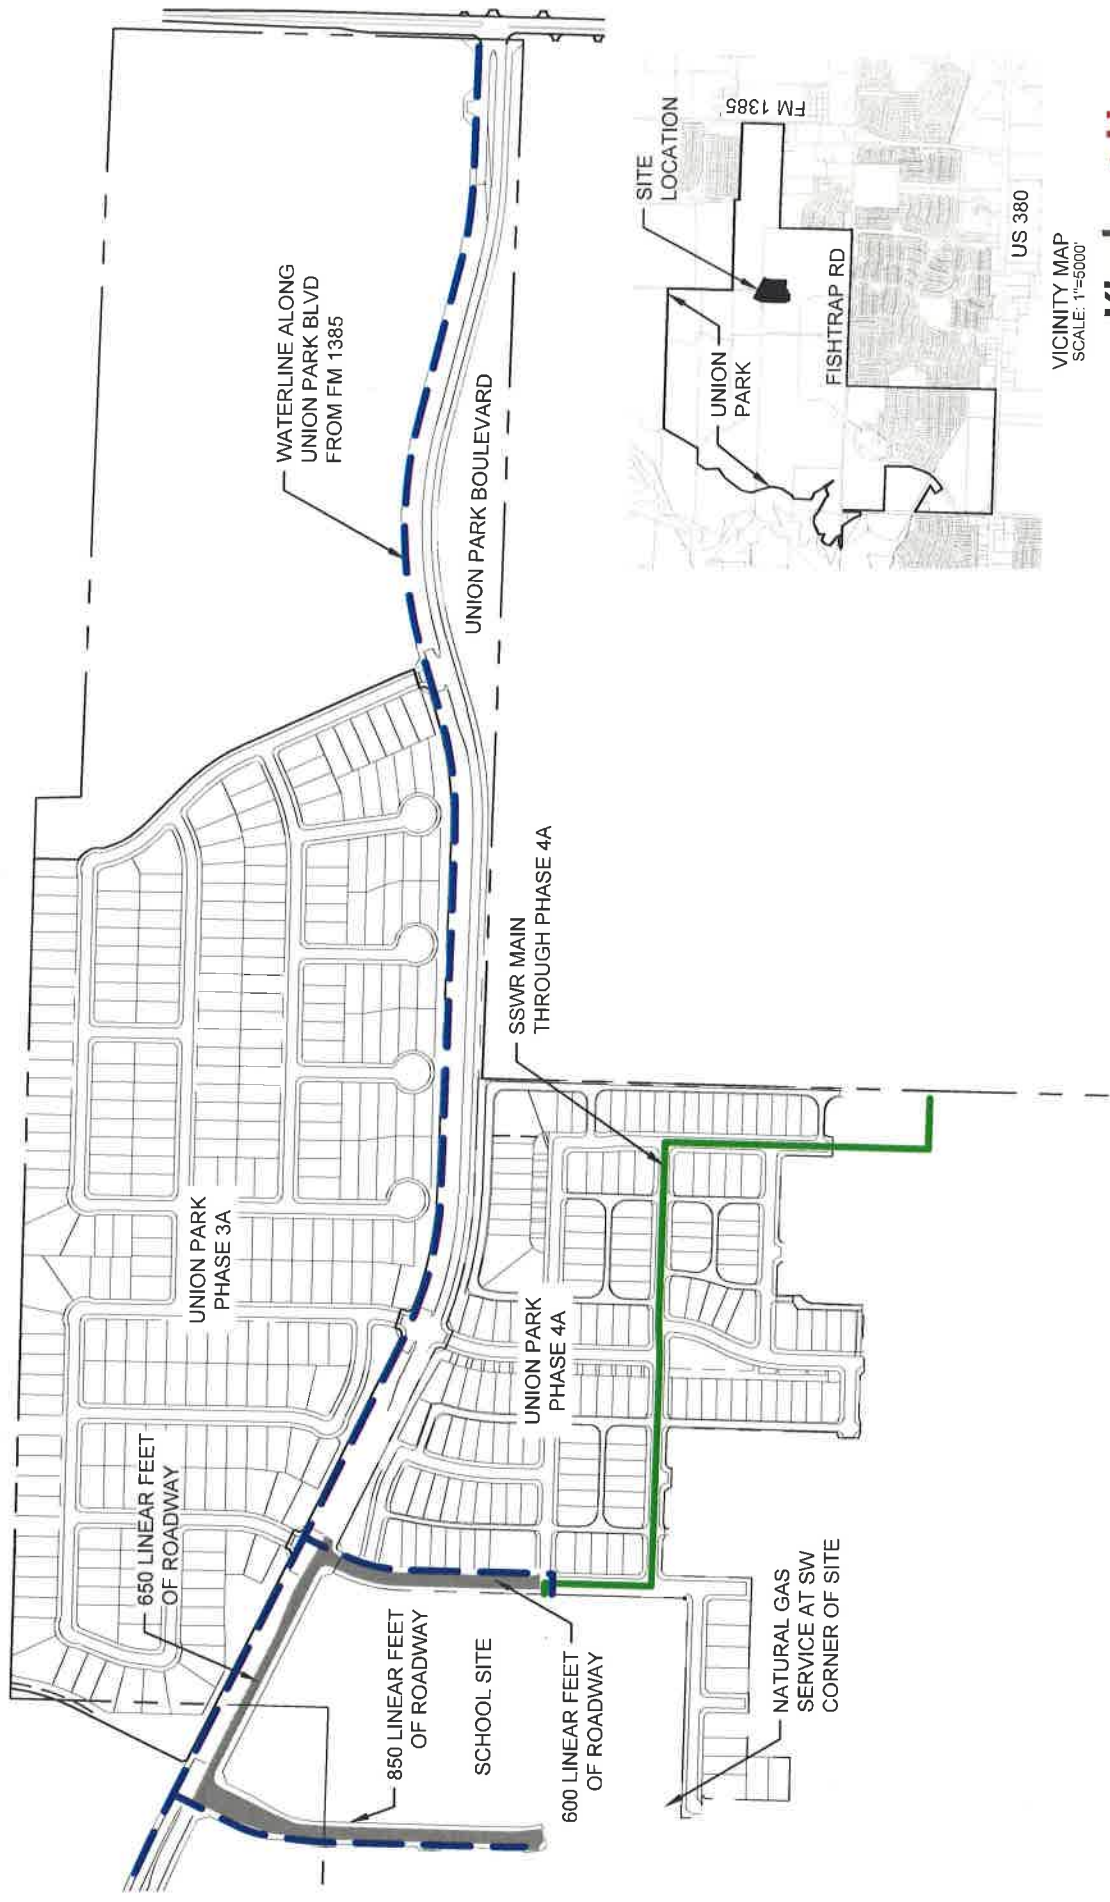 WATERLINE ALONG
UNION PARK BLVD
FROM FM 1385
UNION PARK BOULEVARD
650 LINEAR FEET
OF ROADWAY
UNION PARK
PHASE 3A
850 LINEAR FEET
OF ROADWAY
SCHOOL SITE
600 LINEAR FEET
OF ROADWAY
UNION PARK
PHASE 4A
SSWR MAIN
THROUGH PHASE 4A
NATURAL GAS
SERVICE AT SW
CORNER OF SITE
SITE
LOCATION
FM 1385
UNION
PARK
FISHTRAP RD
US 380
VICINITY MAP
SCALE: 1"=5000'